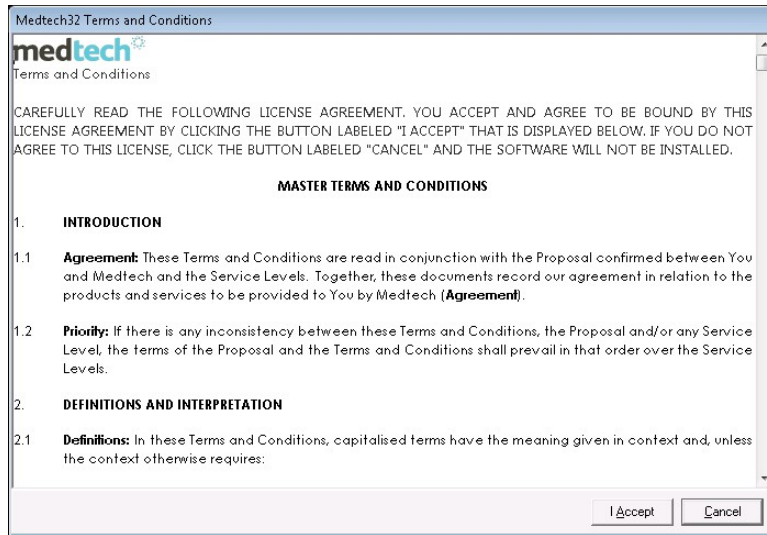 Medtech32 Terms and Conditions
medtech
Terms and Conditions
CAREFULLY READ THE FOLLOWING LICENSE AGREEMENT. YOU ACCEPT AND AGREE TO BE BOUND BY THIS
LICENSE AGREEMENT BY CLICKING THE BUTTON LABELED "I ACCEPT" THAT IS DISPLAYED BELOW. IF YOU DO NOT
AGREE TO THIS LICENSE, CLICK THE BUTTON LABELED "CANCEL" AND THE SOFTWARE WILL NOT BE INSTALLED.
MASTER TERMS AND CONDITIONS
1. INTRODUCTION
1.1 Agreement: These Terms and Conditions are read in conjunction with the Proposal confirmed between You
and Medtech and the Service Levels. Together, these documents record our agreement in relation to the
products and services to be provided to You by Medtech (Agreement).
1.2 Priority: If there is any inconsistency between these Terms and Conditions, the Proposal and/or any Service
Level, the terms of the Proposal and the Terms and Conditions shall prevail in that order over the Service
Levels.
2. DEFINITIONS AND INTERPRETATION
2.1 Definitions: In these Terms and Conditions, capitalised terms have the meaning given in context and, unless
the context otherwise requires:
I Accept Cancel